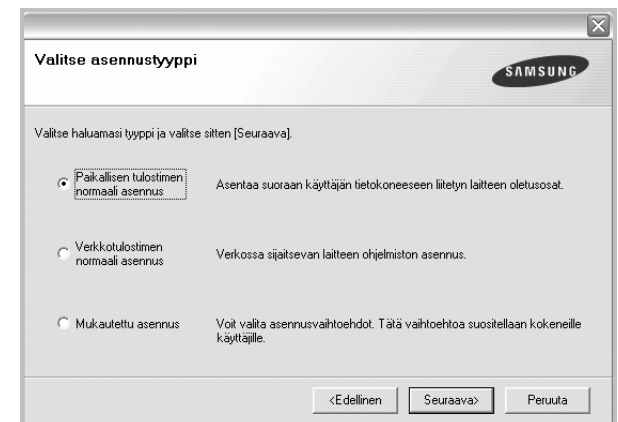 Valitse asennustyyppi
SAMSUNG
Valitse haluamasi tyyppi ja valitse sitten [Seuraava].
Paikallisen tulostimen
normaali asennus
Asentaa suoraan käyttäjän tietokoneeseen liitetyn laitteen oletusosat.
Verkkotulostimen
normaali asennus
Verkossa sijaitsevan laitteen ohjelmiston asennus.
Mukautettu asennus
Voit valita asennusvaihtoehdot. Tätä vaihtoehtoa suositellaan kokeneille
käyttäjille.
<Edellinen
Seuraava>
Peruuta